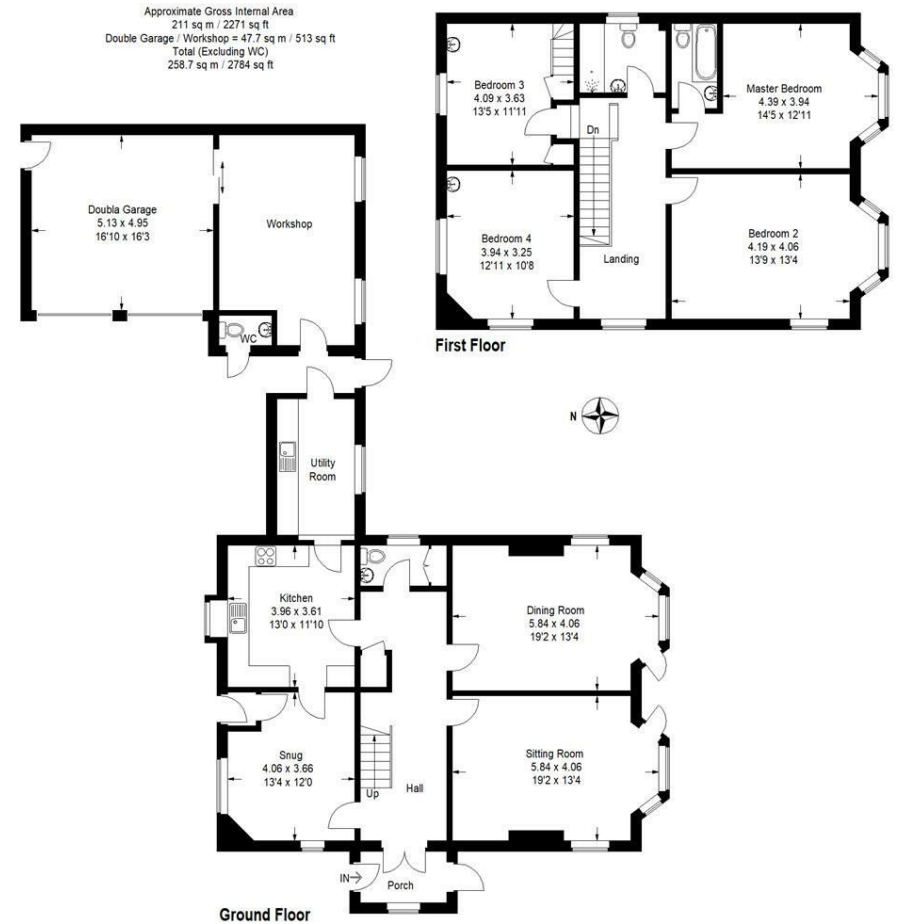 Approximate Gross Internal Area
211 sq m / 2271 sq ft
Double Garage / Workshop = 47.7 sq m / 513 sq ft
Total (Excluding WC)
258.7 sq m / 2784 sq ft
Bedroom 3
4.09 x 3.63
13'5 x 11'11
Dn
Master Bedroom
4.39 x 3.94
14'5 x 12'11
Bedroom 4
3.94 x 3.25
12'11 x 10'8
Landing
Bedroom 2
4.19 x 4.06
13'9 x 13'4
First Floor
Doubla Garage
5.13 x 4.95
16'10 x 16'3
Workshop
WC
N
Utility
Room
Kitchen
3.96 x 3.61
13'0 x 11'10
Dining Room
5.84 x 4.06
19'2 x 13'4
Snug
4.06 x 3.66
13'4 x 12'0
Up
Hall
Sitting Room
5.84 x 4.06
19'2 x 13'4
IN
Porch
Ground Floor